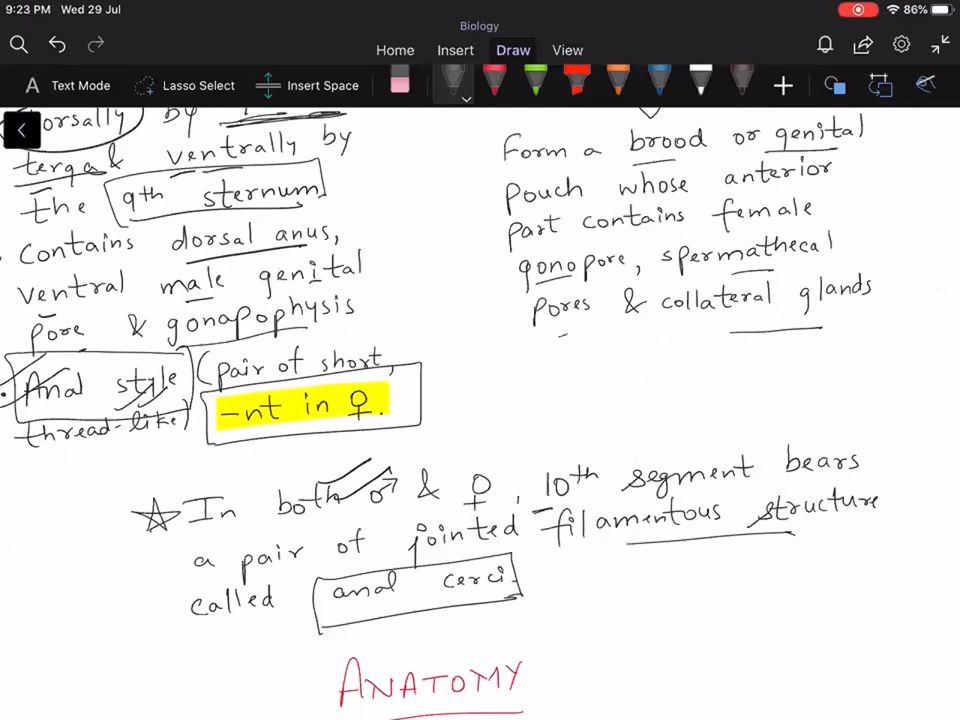 9:23 PM Wed 29 Jul
86%
Biology
Home Insert Draw View
Text Mode Lasso Select Insert Shapes
orsally by
terga & ventrally by
the 9th sternum
contains dorsal anus,
ventral male genital
pore & gonapophysis
Anal style (pair of short,
thread-like) -nt in ♀.
Form a brood or genital
pouch whose anterior
part contains female
gonopore, spermathecal
pores & collateral glands
☆ In both ♂ & ♀, 10th segment bears
a pair of jointed filamentous structure
called anal cerci.
ANATOMY